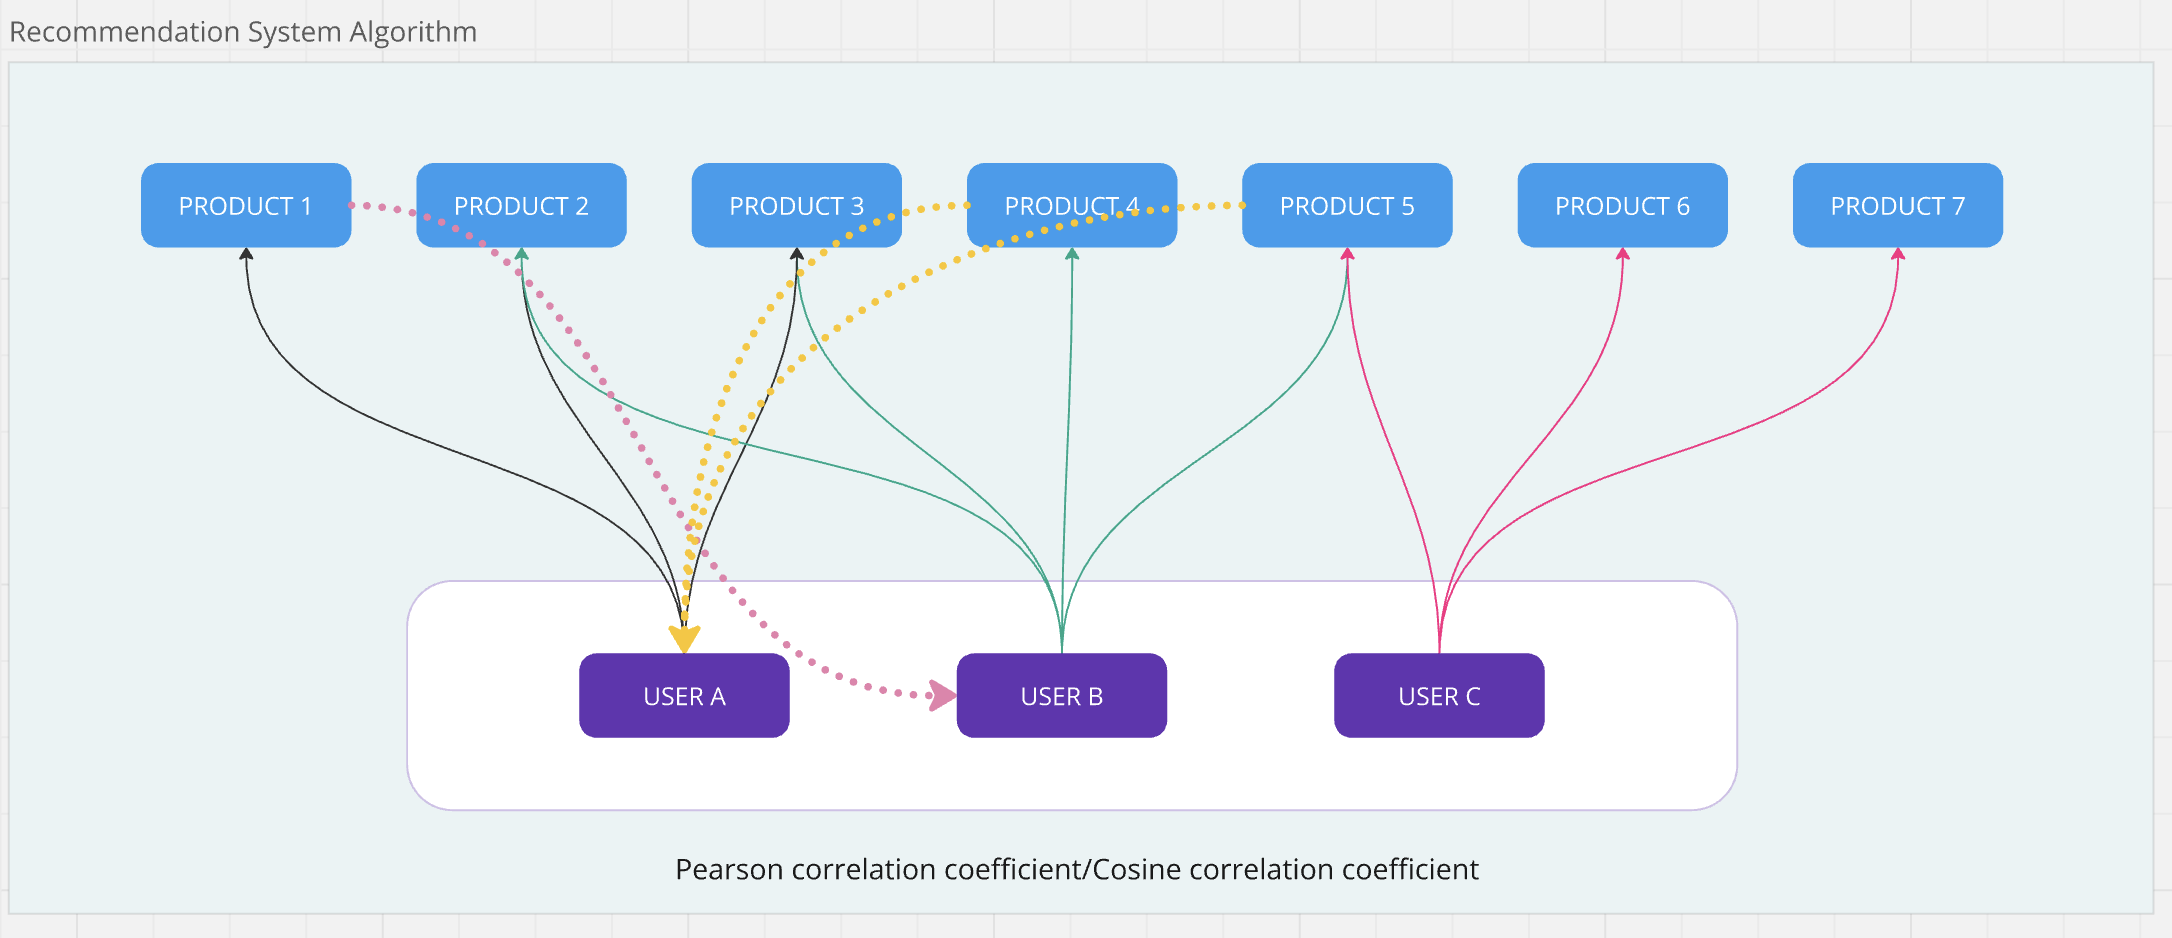 Recommendation System Algorithm
PRODUCT 1
PRODUCT 2
PRODUCT 3
PRODUCT 4
PRODUCT 5
PRODUCT 6
PRODUCT 7
USER A
USER B
USER C
Pearson correlation coefficient/Cosine correlation coefficient